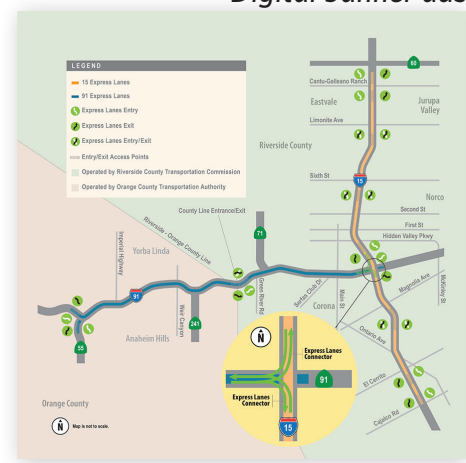 LEGEND
15 Express Lanes
91 Express Lanes
Express Lanes Entry
Express Lanes Exit
Express Lanes Entry/Exit
Entry/Exit Access Points
Operated by Riverside County Transportation Commission
Operated by Orange County Transportation Authority
60
Cantu-Galleano Ranch
Eastvale
Jurupa
Valley
Limonite Ave
Riverside County
Sixth St
15
Norco
Second St
First St
Hidden Valley Pkwy
County Line Entrance/Exit
Riverside - Orange County Line
71
Imperial Highway
Yorba Linda
Green River Rd
Serfas Club Dr
Main St
McKinley St
Magnolia Ave
Corona
91
Weir Canyon
241
Anaheim Hills
55
Ontario Ave
El Cerrito
Cajalco Rd
N
Express Lanes
Connector
91
Express Lanes
Connector
15
Orange County
N
Map is not to scale.